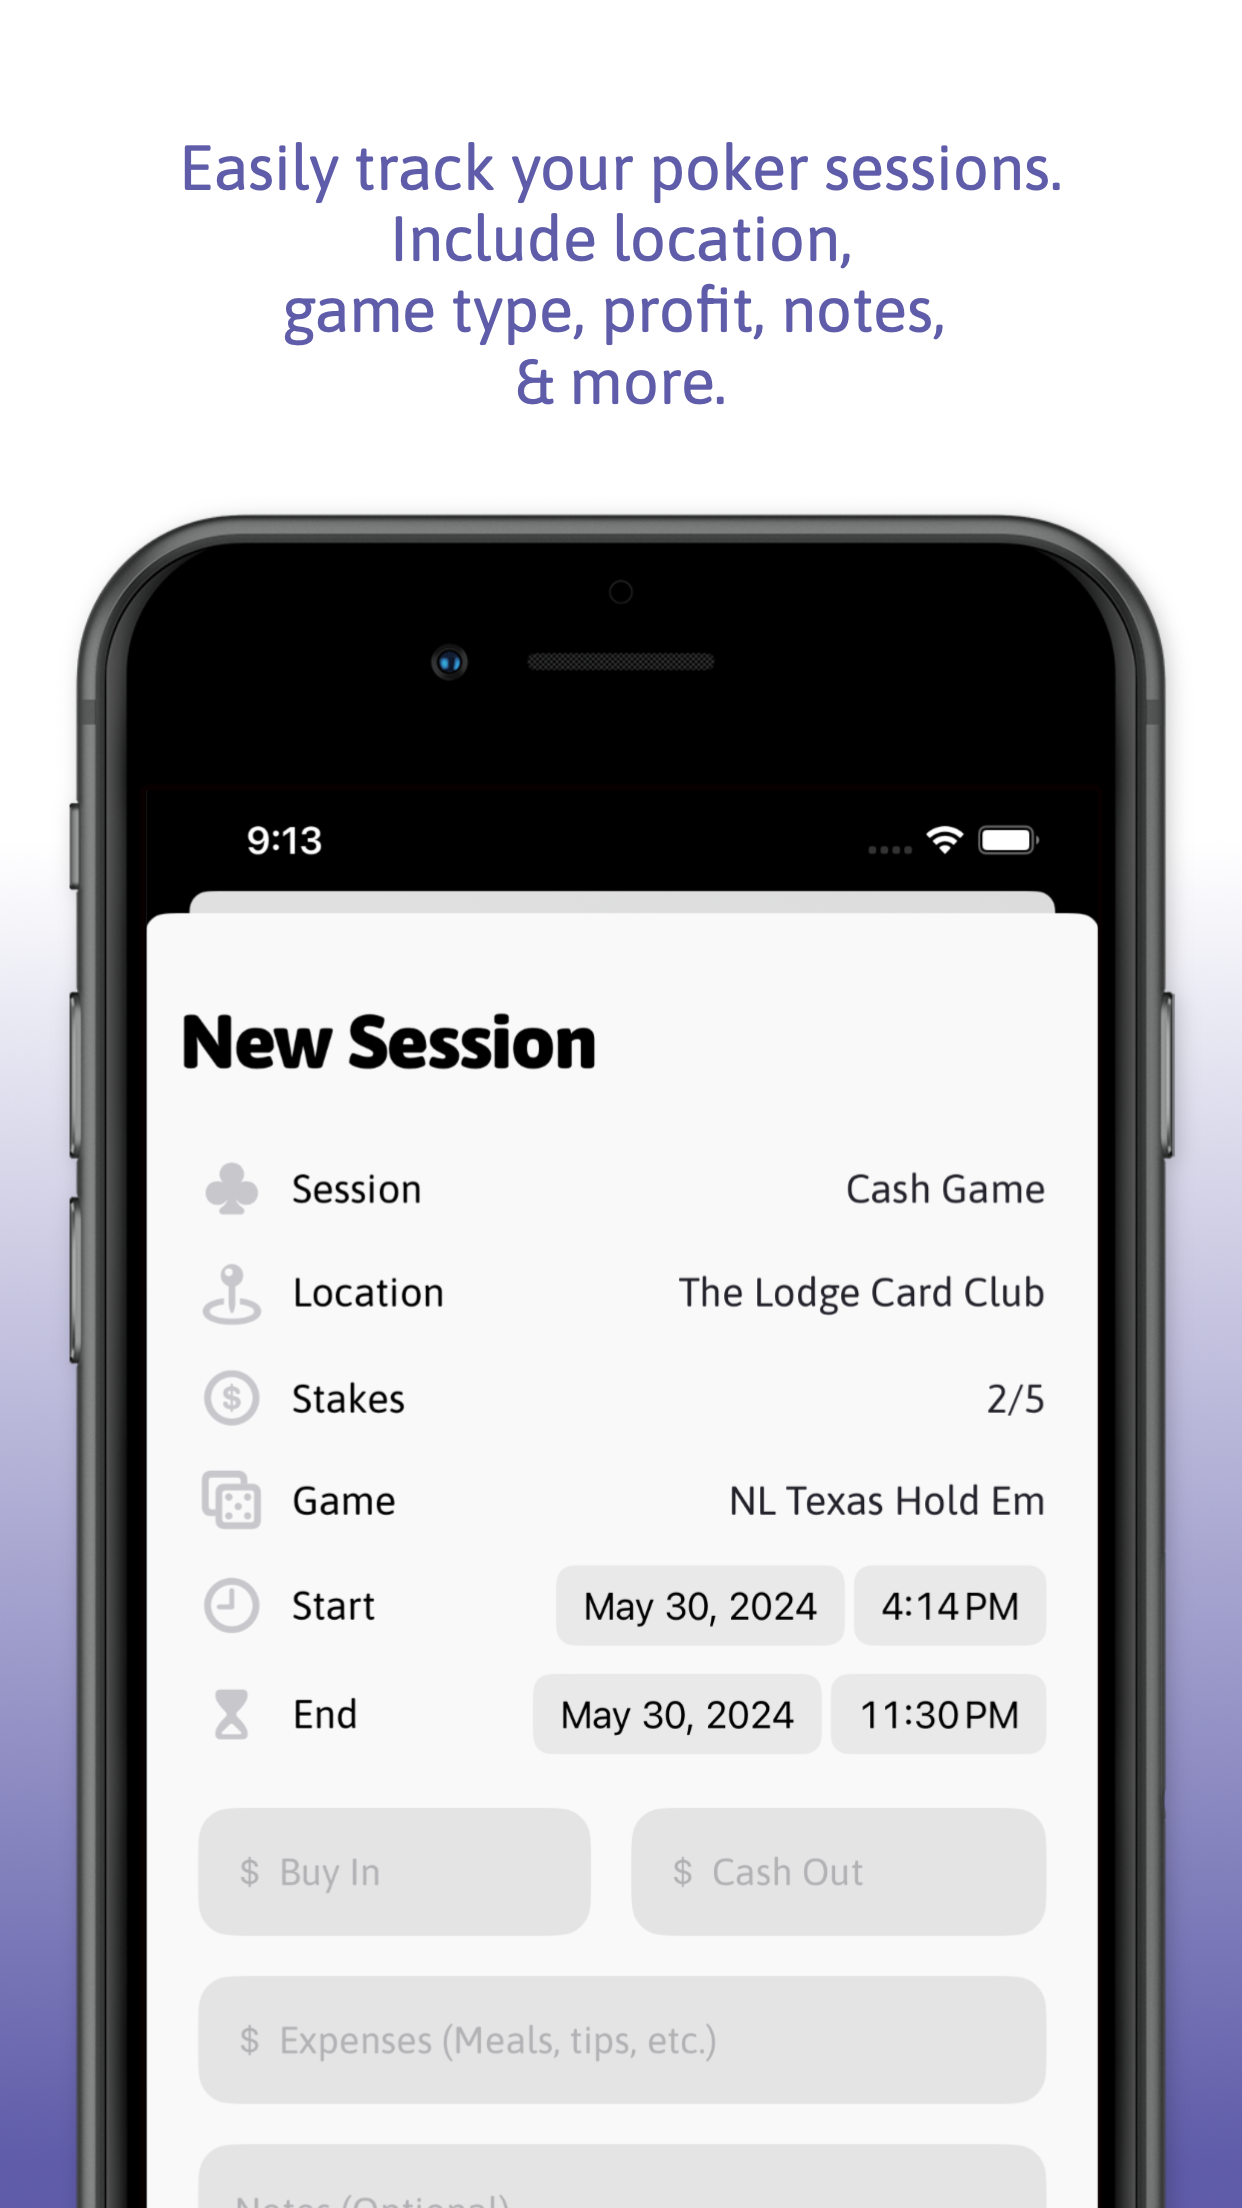 Easily track your poker sessions.
Include location,
game type, profit, notes,
& more.
9:13
New Session
Session Cash Game
Location The Lodge Card Club
$ Stakes 2/5
Game NL Texas Hold Em
Start May 30, 2024 4:14 PM
End May 30, 2024 11:30 PM
$ Buy In $ Cash Out
$ Expenses (Meals, tips, etc.)
Notes (Optional)